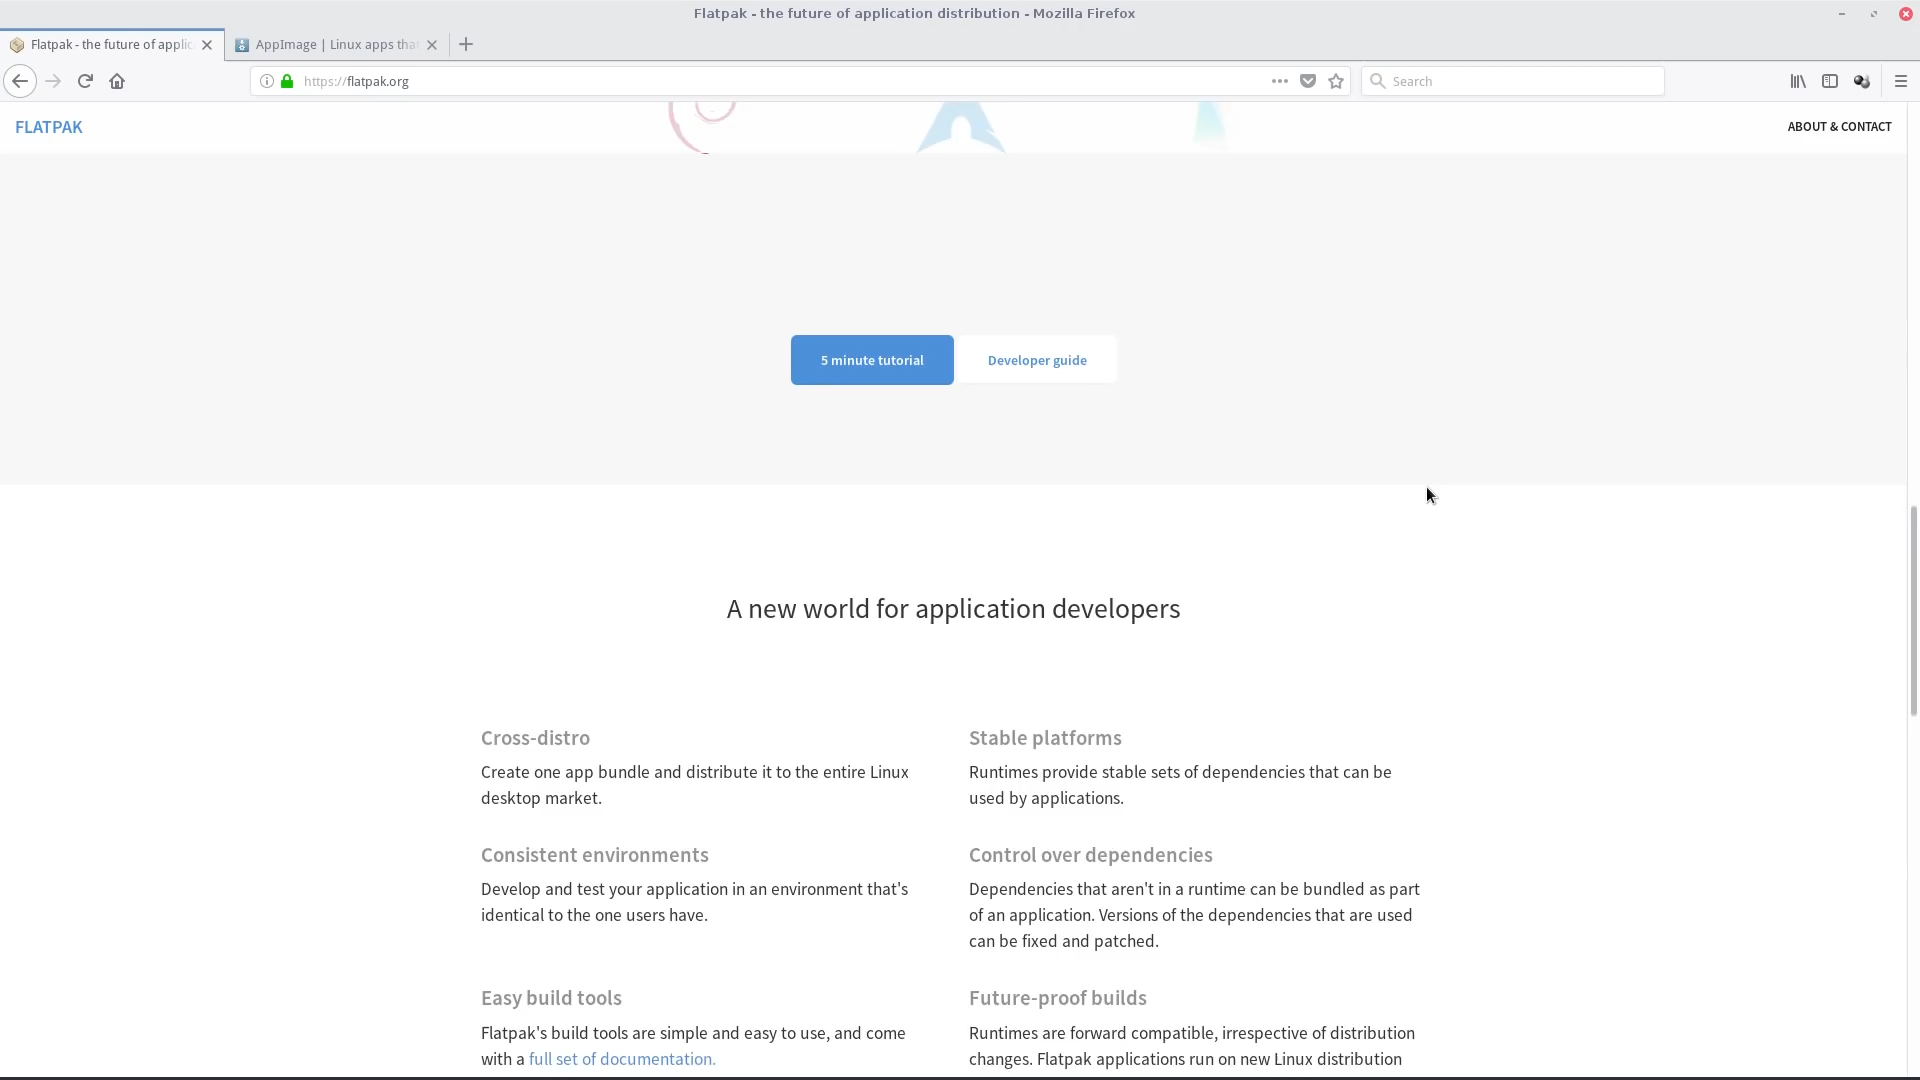 Flatpak - the future of application distribution - Mozilla Firefox
Flatpak - the future of applic
AppImage | Linux apps that
https://flatpak.org
Search
FLATPAK
ABOUT & CONTACT
5 minute tutorial
Developer guide
A new world for application developers
Cross-distro
Create one app bundle and distribute it to the entire Linux
desktop market.
Stable platforms
Runtimes provide stable sets of dependencies that can be
used by applications.
Consistent environments
Develop and test your application in an environment that's
identical to the one users have.
Control over dependencies
Dependencies that aren't in a runtime can be bundled as part
of an application. Versions of the dependencies that are used
can be fixed and patched.
Easy build tools
Flatpak's build tools are simple and easy to use, and come
with a full set of documentation.
Future-proof builds
Runtimes are forward compatible, irrespective of distribution
changes. Flatpak applications run on new Linux distribution